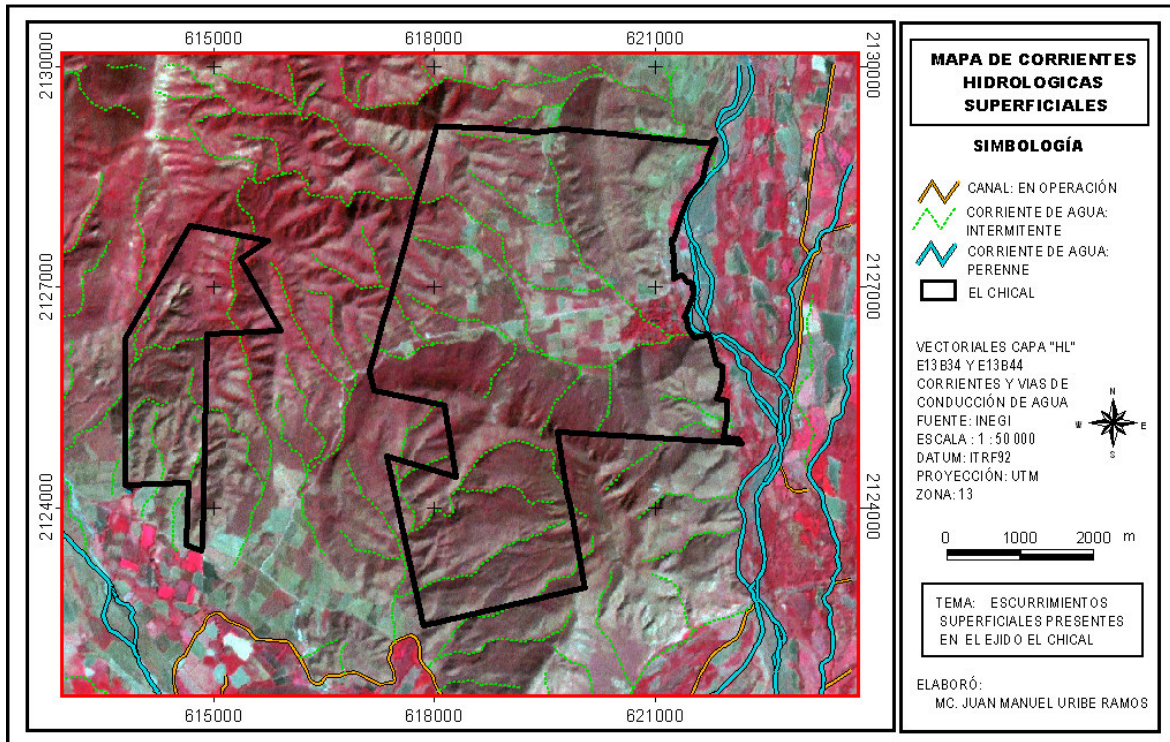 615000
618000
621000
2130000
2130000
2127000
2127000
2124000
2124000
615000
618000
621000
MAPA DE CORRIENTES
HIDROLOGICAS
SUPERFICIALES
SIMBOLOGÍA
CANAL: EN OPERACIÓN
CORRIENTE DE AGUA:
INTERMITENTE
CORRIENTE DE AGUA:
PERENNE
EL CHICAL
VECTORIALES CAPA "HL"
E13B34 Y E13B44
CORRIENTES Y VIAS DE
CONDUCCIÓN DE AGUA
FUENTE: INEGI
ESCALA : 1 : 50 000
DATUM: ITRF92
PROYECCIÓN: UTM
ZONA: 13
N
W
E
S
0 1000 2000 m
TEMA: ESCURRIMIENTOS
SUPERFICIALES PRESENTES
EN EL EJIDO EL CHICAL
ELABORÓ:
MC. JUAN MANUEL URIBE RAMOS